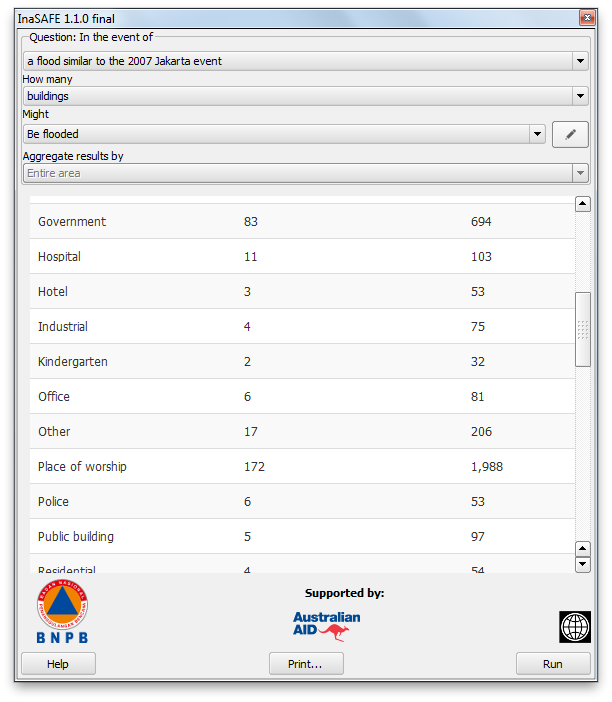 InaSAFE 1.1.0 final
Question: In the event of
a flood similar to the 2007 Jakarta event
How many
buildings
Might
Be flooded
Aggregate results by
Entire area
Government 83 694
Hospital 11 103
Hotel 3 53
Industrial 4 75
Kindergarten 2 32
Office 6 81
Other 17 206
Place of worship 172 1,988
Police 6 53
Public building 5 97
Residential 4 54
BADAN NASIONAL
PENANGGULANGAN BENCANA
BNPB
Supported by:
Australian
AID
Help Print... Run